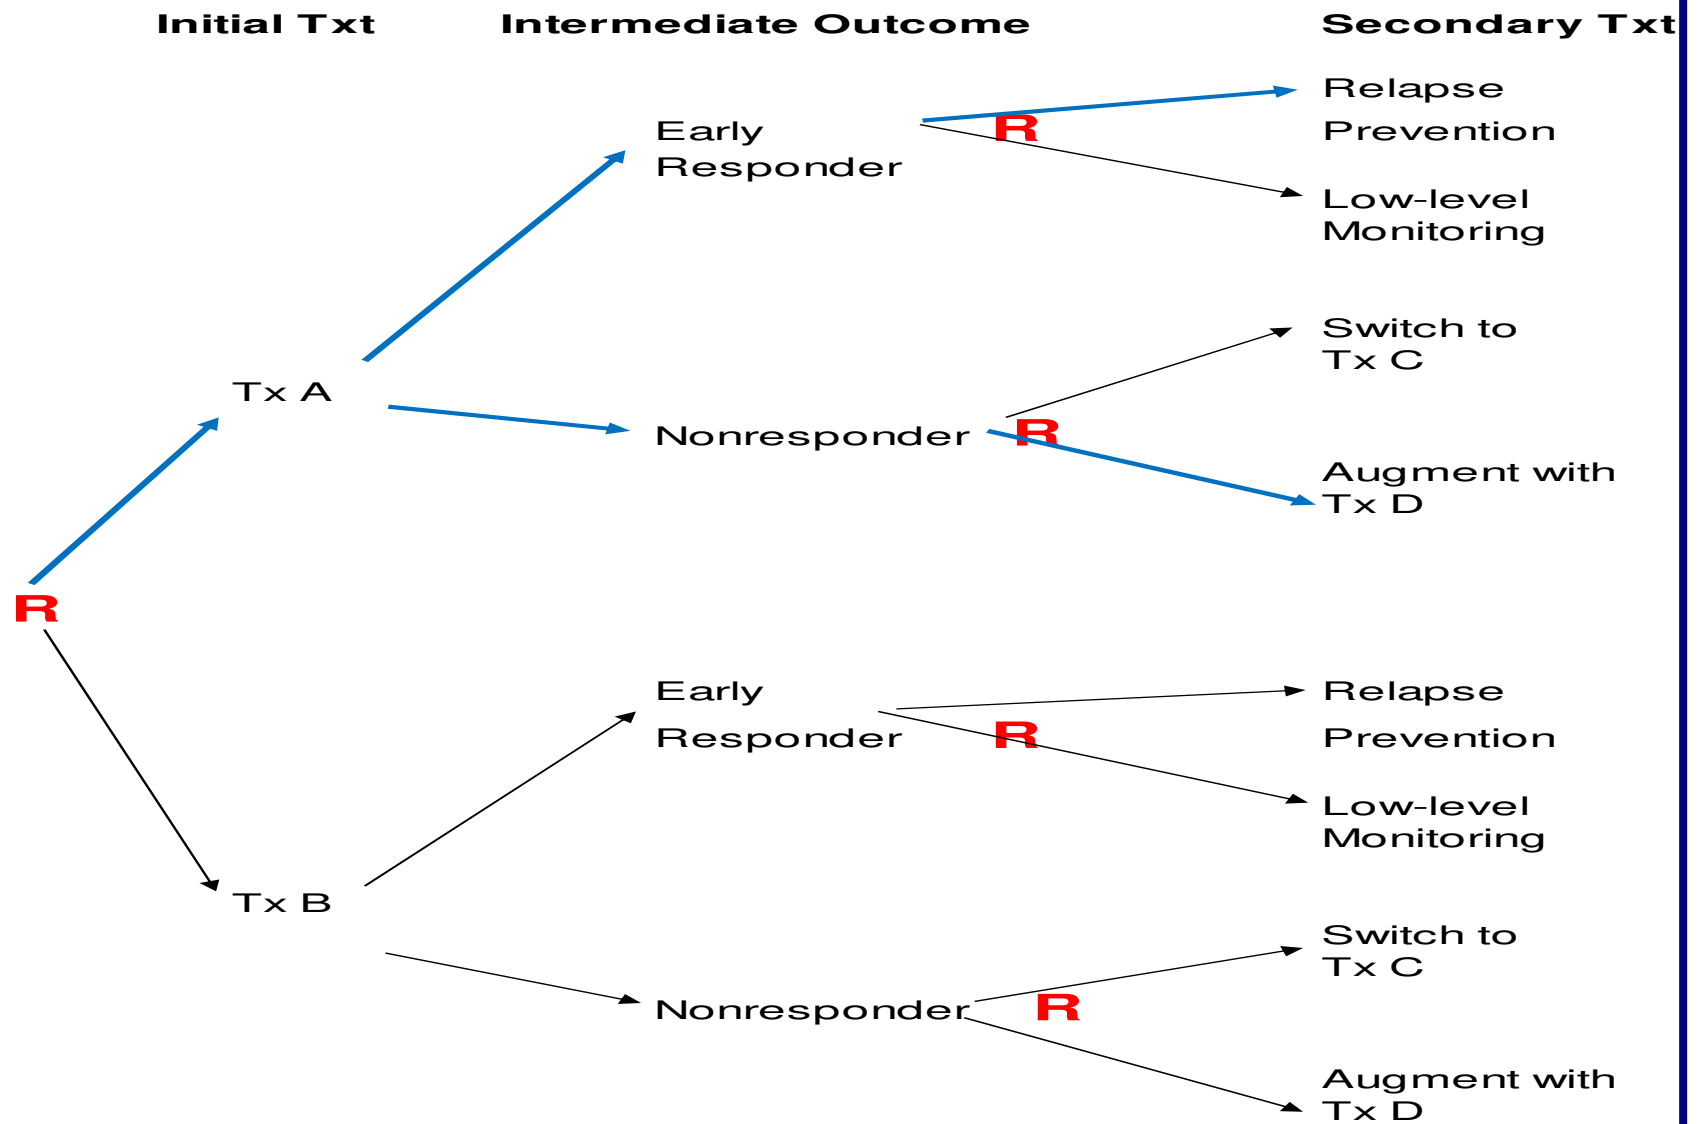 Initial Txt Intermediate Outcome Secondary Txt
Relapse
Early R Prevention
Responder
Low-level
Monitoring
Switch to
Tx C
Tx A
Nonresponder R
Augment with
Tx D
R
Early Relapse
Responder R Prevention
Low-level
Monitoring
Tx B
Switch to
Tx C
Nonresponder R
Augment with
Tx D